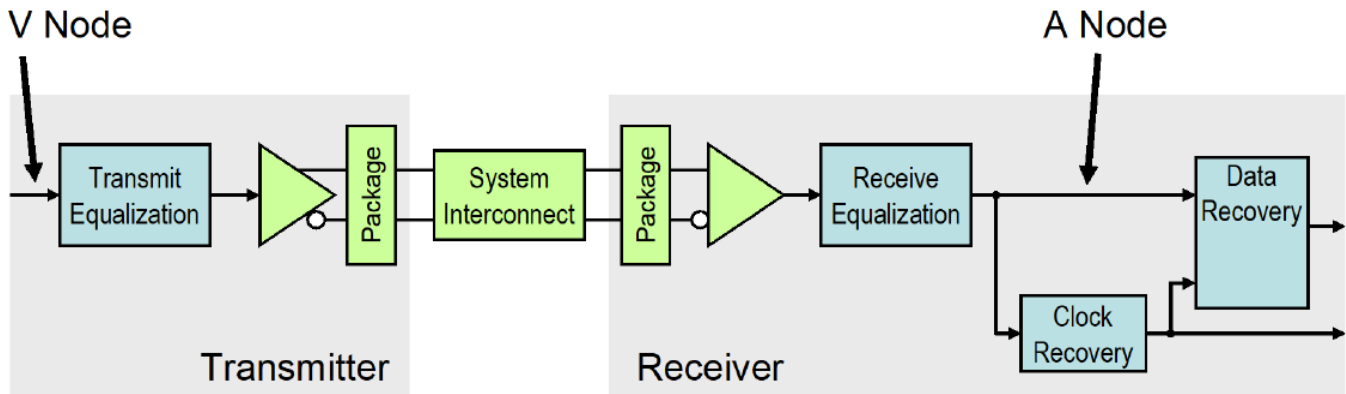 V Node
A Node
Transmit
Equalization
Package
System
Interconnect
Package
Receive
Equalization
Data
Recovery
Clock
Recovery
Transmitter
Receiver